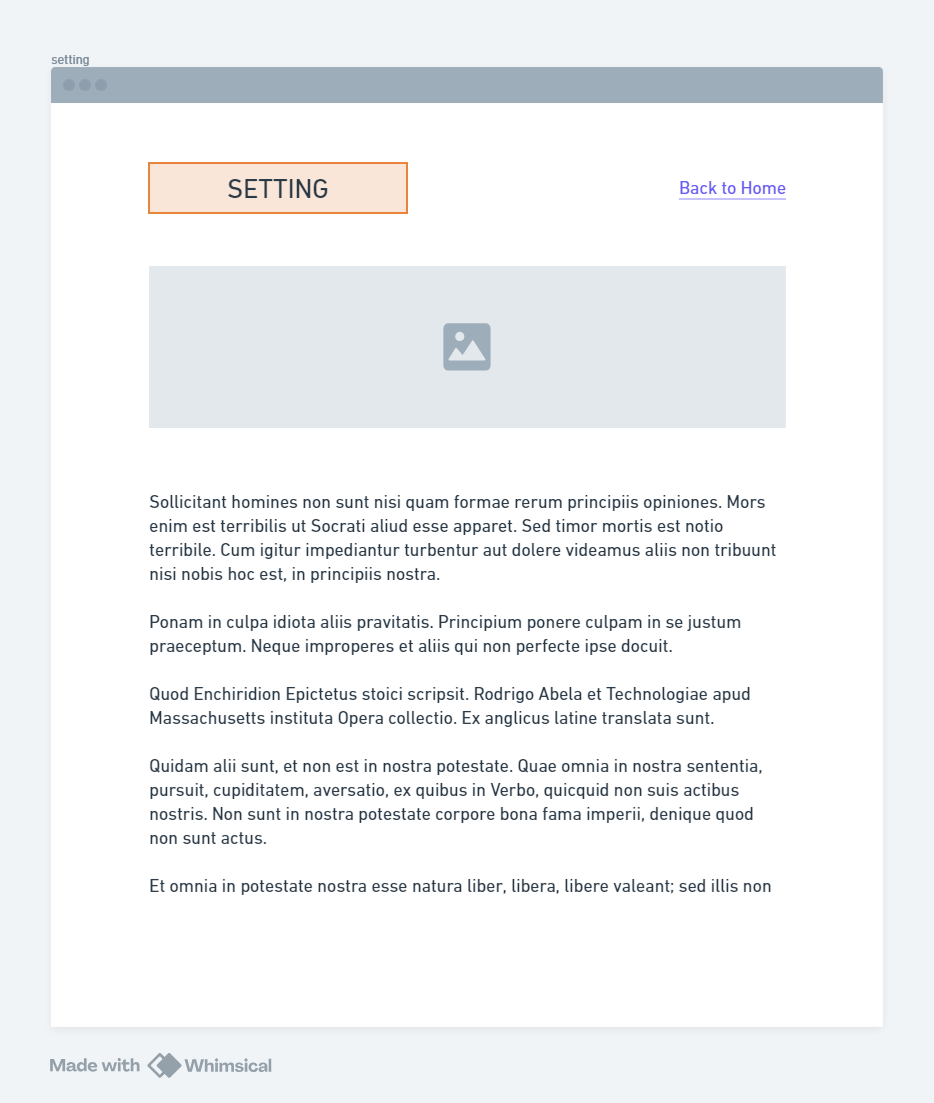 setting
SETTING
Back to Home
Sollicitant homines non sunt nisi quam formae rerum principiis opiniones. Mors
enim est terribilis ut Socrati aliud esse apparet. Sed timor mortis est notio
terribile. Cum igitur impediantur turbentur aut dolere videamus aliis non tribuunt
nisi nobis hoc est, in principiis nostra.
Ponam in culpa idiota aliis pravitatis. Principium ponere culpam in se justum
praeceptum. Neque improperes et aliis qui non perfecte ipse docuit.
Quod Enchiridion Epictetus stoici scripsit. Rodrigo Abela et Technologiae apud
Massachusetts instituta Opera collectio. Ex anglicus latine translata sunt.
Quidam alii sunt, et non est in nostra potestate. Quae omnia in nostra sententia,
pursuit, cupiditatem, aversatio, ex quibus in Verbo, quicquid non suis actibus
nostris. Non sunt in nostra potestate corpore bona fama imperii, denique quod
non sunt actus.
Et omnia in potestate nostra esse natura liber, libera, libere valeant; sed illis non
Made with Whimsical